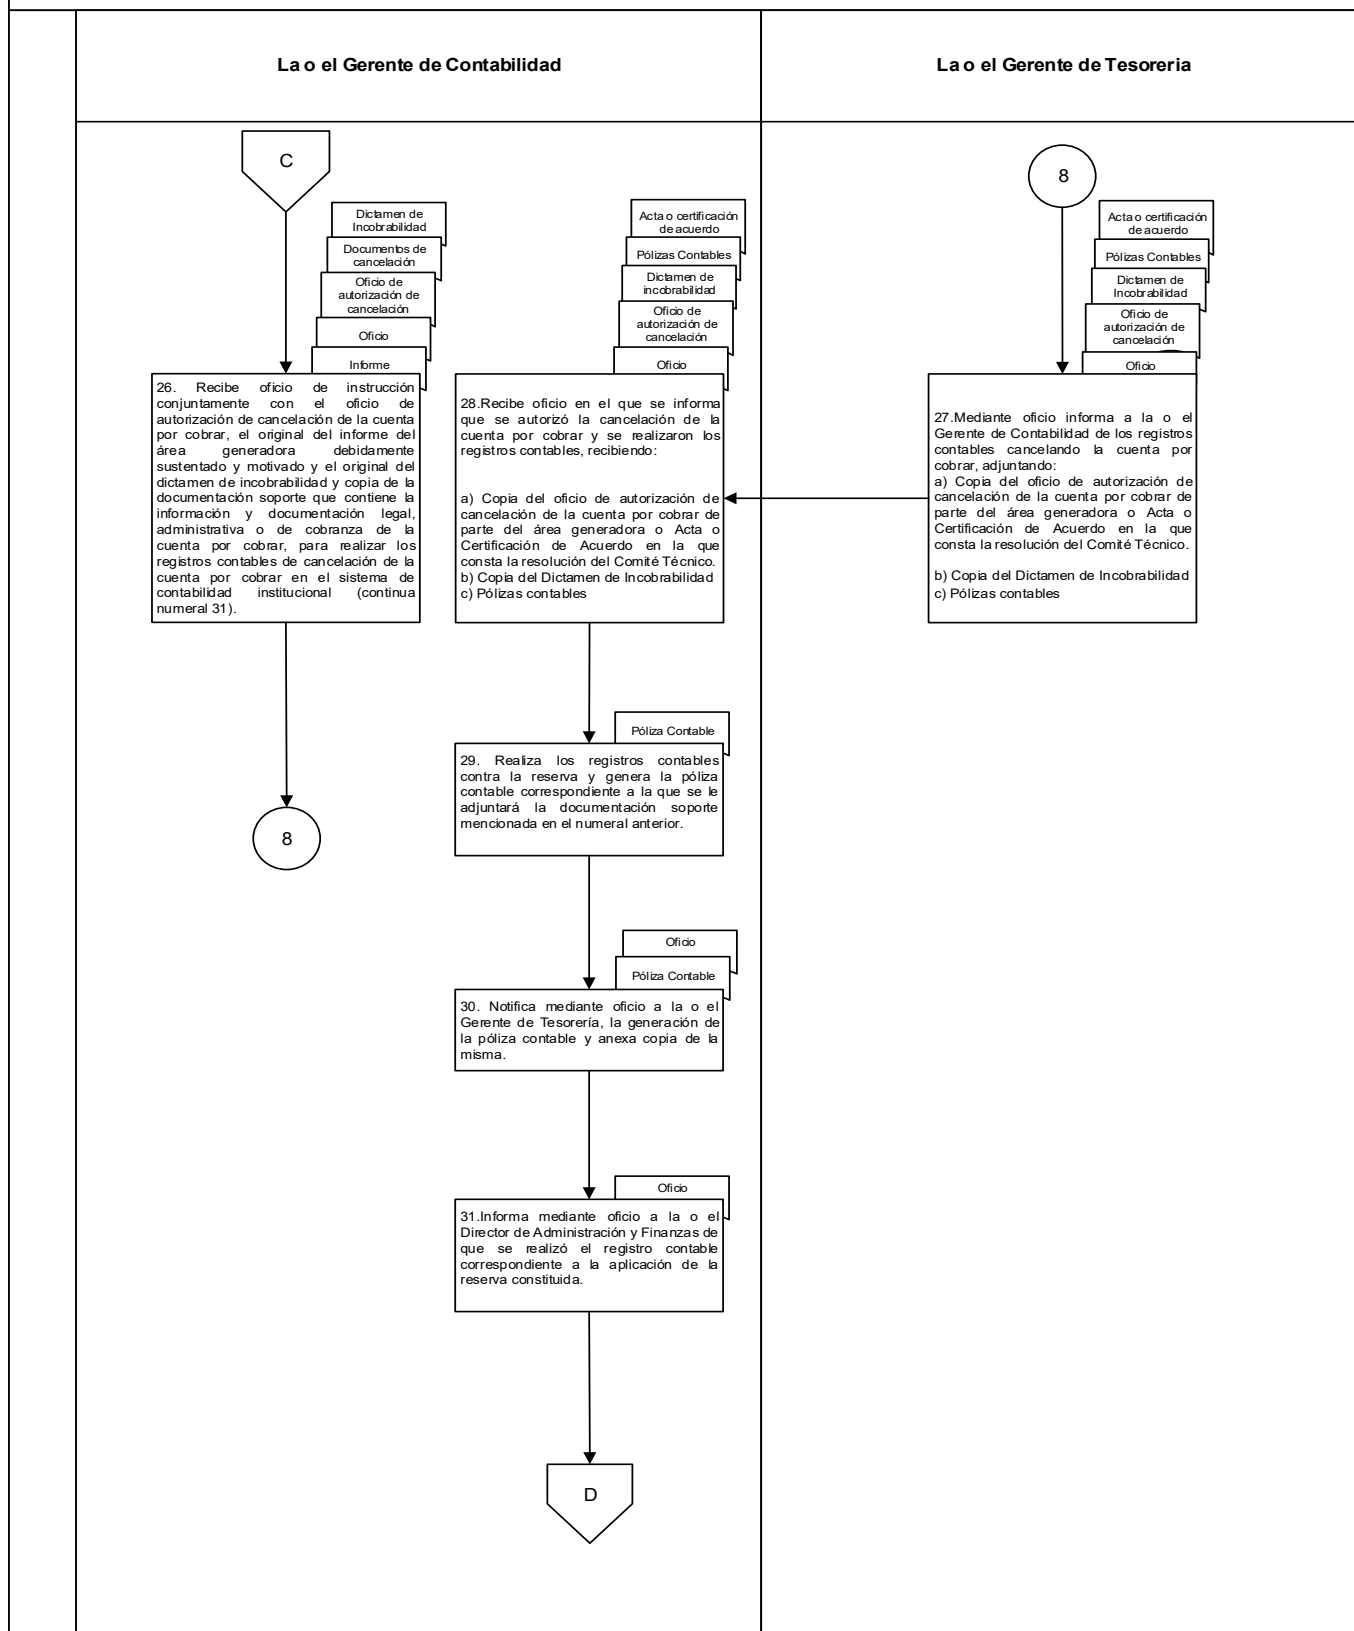 La o el Gerente de Contabilidad
La o el Gerente de Tesoreria
C
Dictamen de
Incobrabilidad
Documentos de
cancelación
Oficio de
autorización de
cancelación
Oficio
Informe
26. Recibe oficio de instrucción
conjuntamente con el oficio de
autorización de cancelación de la cuenta
por cobrar, el original del informe del
área generadora debidamente
sustentado y motivado y el original del
dictamen de incobrabilidad y copia de la
documentación soporte que contiene la
información y documentación legal,
administrativa o de cobranza de la
cuenta por cobrar, para realizar los
registros contables de cancelación de la
cuenta por cobrar en el sistema de
contabilidad institucional (continua
numeral 31).
8
Acta o certificación
de acuerdo
Pólizas Contables
Dictamen de
incobrabilidad
Oficio de
autorización de
cancelación
Oficio
28.Recibe oficio en el que se informa
que se autorizó la cancelación de la
cuenta por cobrar y se realizaron los
registros contables, recibiendo:
a) Copia del oficio de autorización de
cancelación de la cuenta por cobrar de
parte del área generadora o Acta o
Certificación de Acuerdo en la que
consta la resolución del Comité Técnico.
b) Copia del Dictamen de Incobrabilidad
c) Pólizas contables
Póliza Contable
29. Realiza los registros contables
contra la reserva y genera la póliza
contable correspondiente a la que se le
adjuntará la documentación soporte
mencionada en el numeral anterior.
Oficio
Póliza Contable
30. Notifica mediante oficio a la o el
Gerente de Tesorería, la generación de
la póliza contable y anexa copia de la
misma.
Oficio
31.Informa mediante oficio a la o el
Director de Administración y Finanzas de
que se realizó el registro contable
correspondiente a la aplicación de la
reserva constituida.
D
8
Acta o certificación
de acuerdo
Pólizas Contables
Dictamen de
Incobrabilidad
Oficio de
autorización de
cancelación
Oficio
27.Mediante oficio informa a la o el
Gerente de Contabilidad de los registros
contables cancelando la cuenta por
cobrar, adjuntando:
a) Copia del oficio de autorización de
cancelación de la cuenta por cobrar de
parte del área generadora o Acta o
Certificación de Acuerdo en la que
consta la resolución del Comité Técnico.
b) Copia del Dictamen de Incobrabilidad
c) Pólizas contables